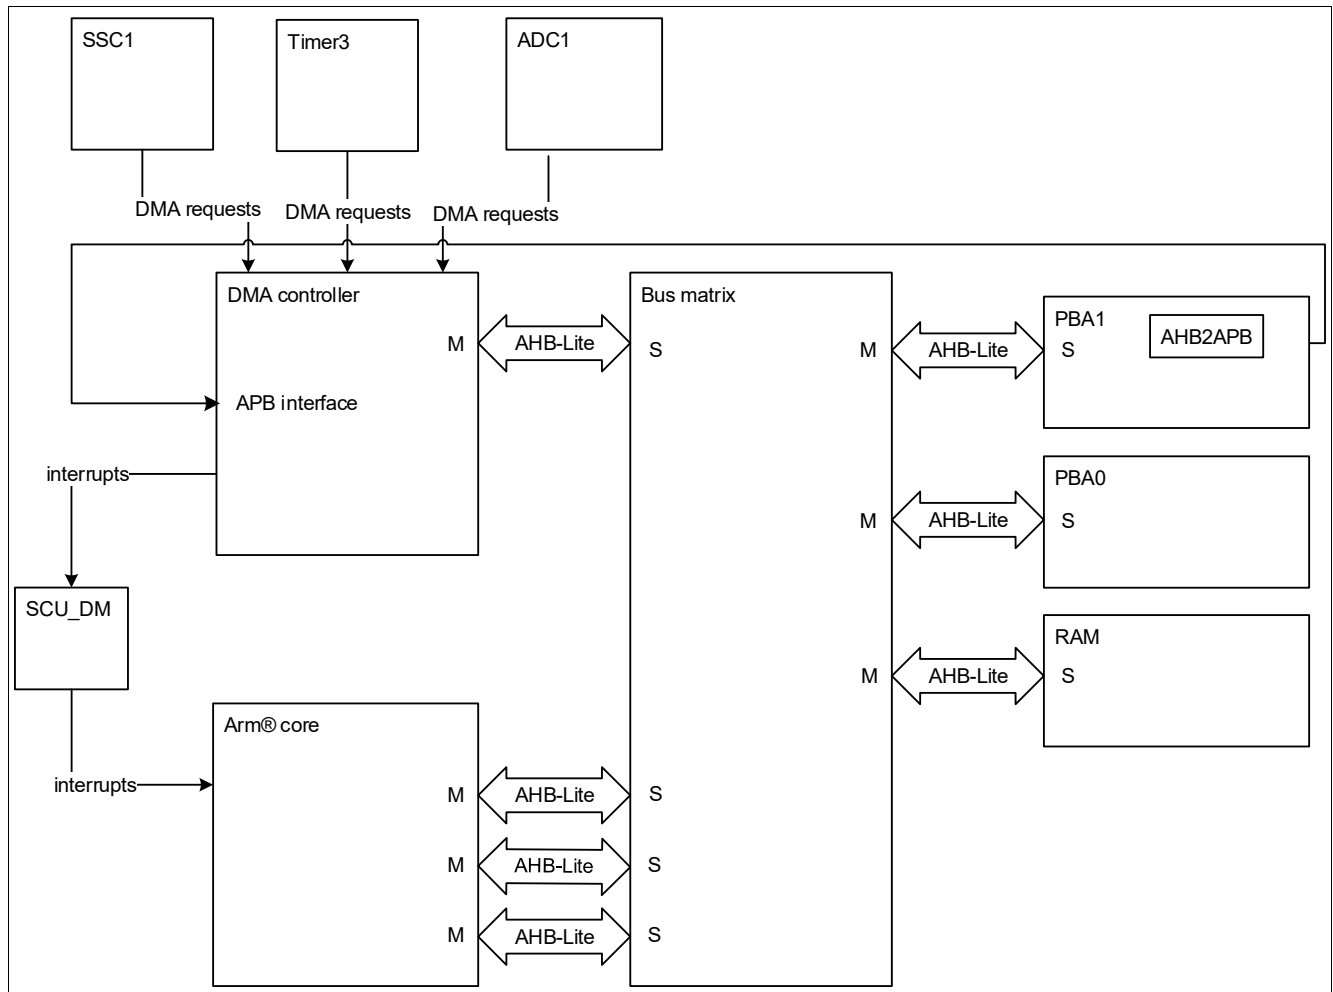 SSC1
Timer3
ADC1
DMA requests
DMA requests
DMA requests
DMA controller
Bus matrix
PBA1
AHB2APB
M
AHB-Lite
S
M
AHB-Lite
S
APB interface
interrupts
PBA0
M
AHB-Lite
S
SCU_DM
RAM
M
AHB-Lite
S
Arm® core
interrupts
M
AHB-Lite
S
M
AHB-Lite
S
M
AHB-Lite
S